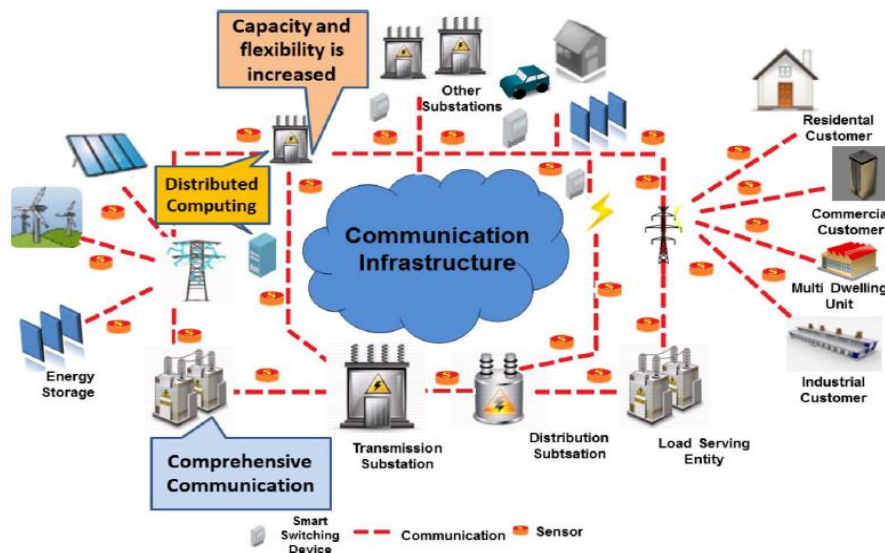 Capacity and
flexibility is
increased
Other
Substations
Residental
Customer
Distributed
Computing
Communication
Infrastructure
Commercial
Customer
Multi Dwelling
Unit
Energy
Storage
Industrial
Customer
Transmission
Substation
Distribution
Subtsation
Load Serving
Entity
Comprehensive
Communication
Smart
Switching
Device
Communication
Sensor